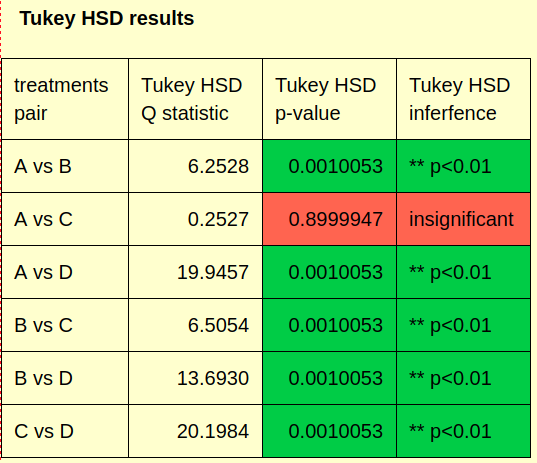 Tukey HSD results
treatments pair Tukey HSD Q statistic Tukey HSD p-value Tukey HSD inferfence
A vs B 6.2528 0.0010053 ** p<0.01
A vs C 0.2527 0.8999947 insignificant
A vs D 19.9457 0.0010053 ** p<0.01
B vs C 6.5054 0.0010053 ** p<0.01
B vs D 13.6930 0.0010053 ** p<0.01
C vs D 20.1984 0.0010053 ** p<0.01